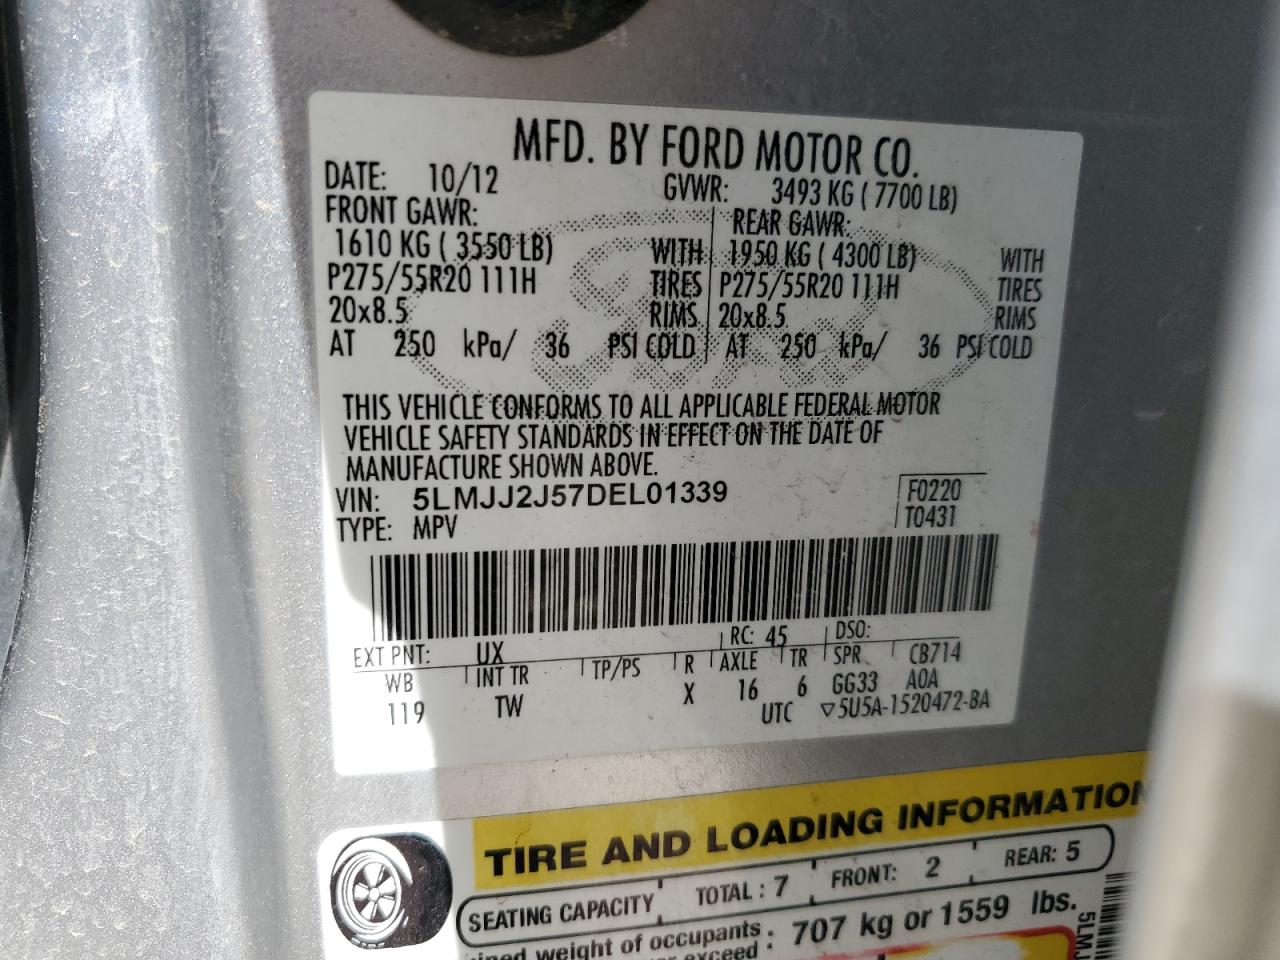 MFD. BY FORD MOTOR CO.
DATE: 10/12 GVWR: 3493 KG ( 7700 LB)
FRONT GAWR: REAR GAWR:
1610 KG ( 3550 LB) WITH 1950 KG ( 4300 LB) WITH
P275/55R20 111H TIRES P275/55R20 111H TIRES
20x8.5 RIMS 20x8.5 RIMS
AT 250 kPa/ 36 PSI COLD AT 250 kPa/ 36 PSI COLD
THIS VEHICLE CONFORMS TO ALL APPLICABLE FEDERAL MOTOR
VEHICLE SAFETY STANDARDS IN EFFECT ON THE DATE OF
MANUFACTURE SHOWN ABOVE.
VIN: 5LMJJ2J57DEL01339 F0220
TYPE: MPV T0431
EXT PNT: UX RC: 45 DSO:
WB INT TR TP/PS R AXLE TR SPR CB714
119 TW X 16 6 GG33 A0A
UTC ▽5U5A-1520472-BA
TIRE AND LOADING INFORMATION
SEATING CAPACITY TOTAL : 7 FRONT: 2 REAR: 5
weight of occupants : 707 kg or 1559 lbs.
exceed
5LMJ